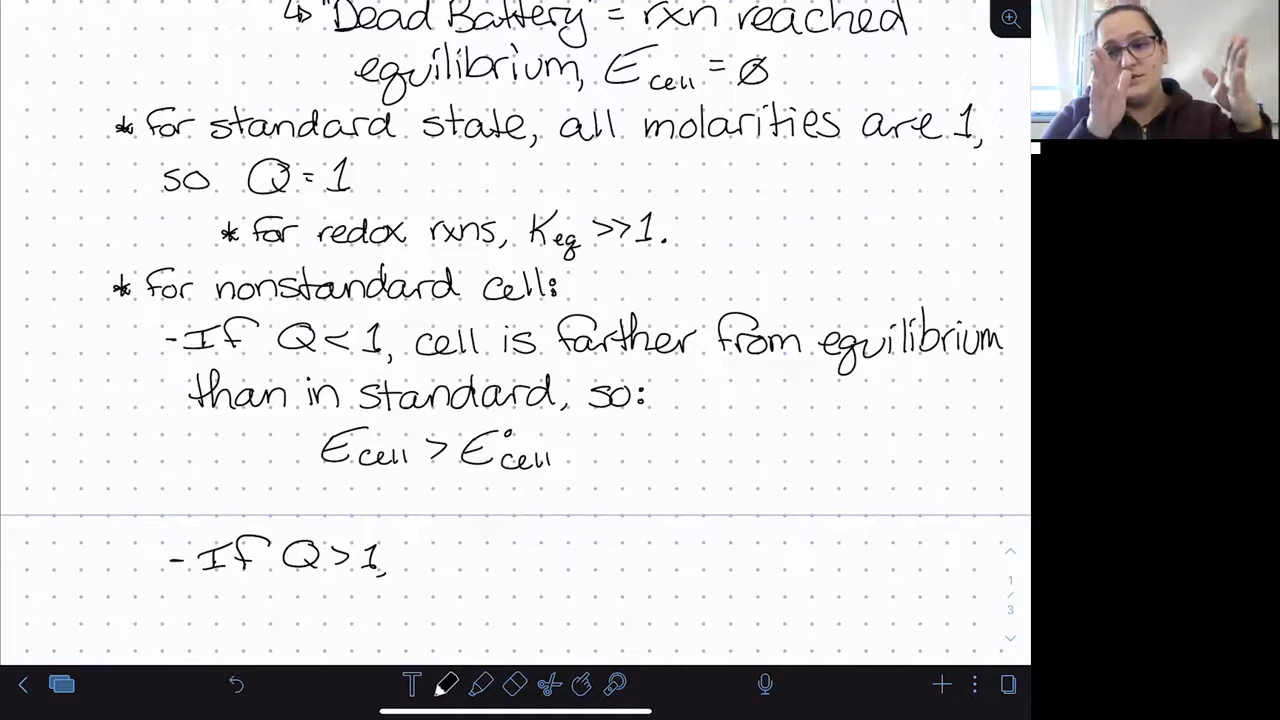 ↳ "Dead Battery" = rxn reached
equilibrium, Ecell = ∅
* for standard state, all molarities are 1,
so Q = 1
* for redox rxns, Keq >> 1.
* for nonstandard cell:
- If Q < 1, cell is farther from equilibrium
than in standard, so:
Ecell > E°cell
- If Q > 1,
1
/
3
T